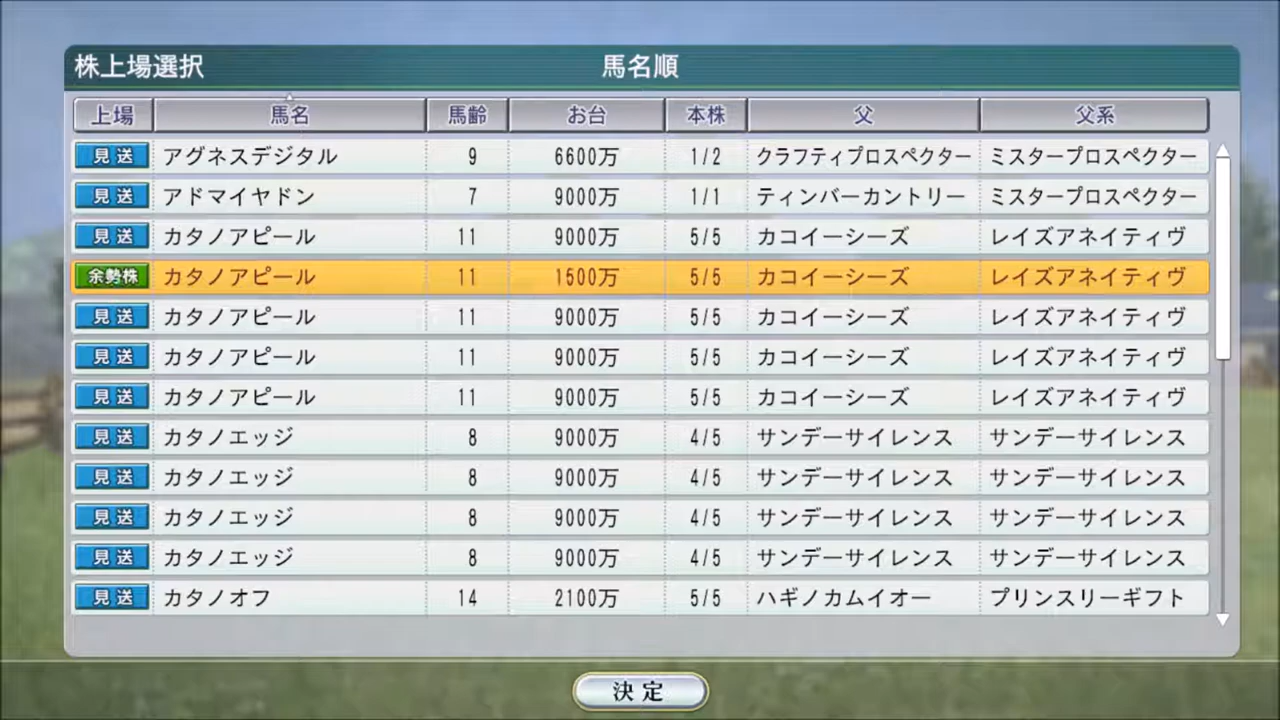 株上場選択 馬名順
上場 馬名 馬齢 お台 本株 父 父系
見送 アグネスデジタル 9 6600万 1/2 クラフティプロスペクター ミスタープロスペクター
見送 アドマイヤドン 7 9000万 1/1 ティンバーカントリー ミスタープロスペクター
見送 カタノアピール 11 9000万 5/5 カコイーシーズ レイズアネイティヴ
余勢株 カタノアピール 11 1500万 5/5 カコイーシーズ レイズアネイティヴ
見送 カタノアピール 11 9000万 5/5 カコイーシーズ レイズアネイティヴ
見送 カタノアピール 11 9000万 5/5 カコイーシーズ レイズアネイティヴ
見送 カタノアピール 11 9000万 5/5 カコイーシーズ レイズアネイティヴ
見送 カタノエッジ 8 9000万 4/5 サンデーサイレンス サンデーサイレンス
見送 カタノエッジ 8 9000万 4/5 サンデーサイレンス サンデーサイレンス
見送 カタノエッジ 8 9000万 4/5 サンデーサイレンス サンデーサイレンス
見送 カタノエッジ 8 9000万 4/5 サンデーサイレンス サンデーサイレンス
見送 カタノオフ 14 2100万 5/5 ハギノカムイオー プリンスリーギフト
決定